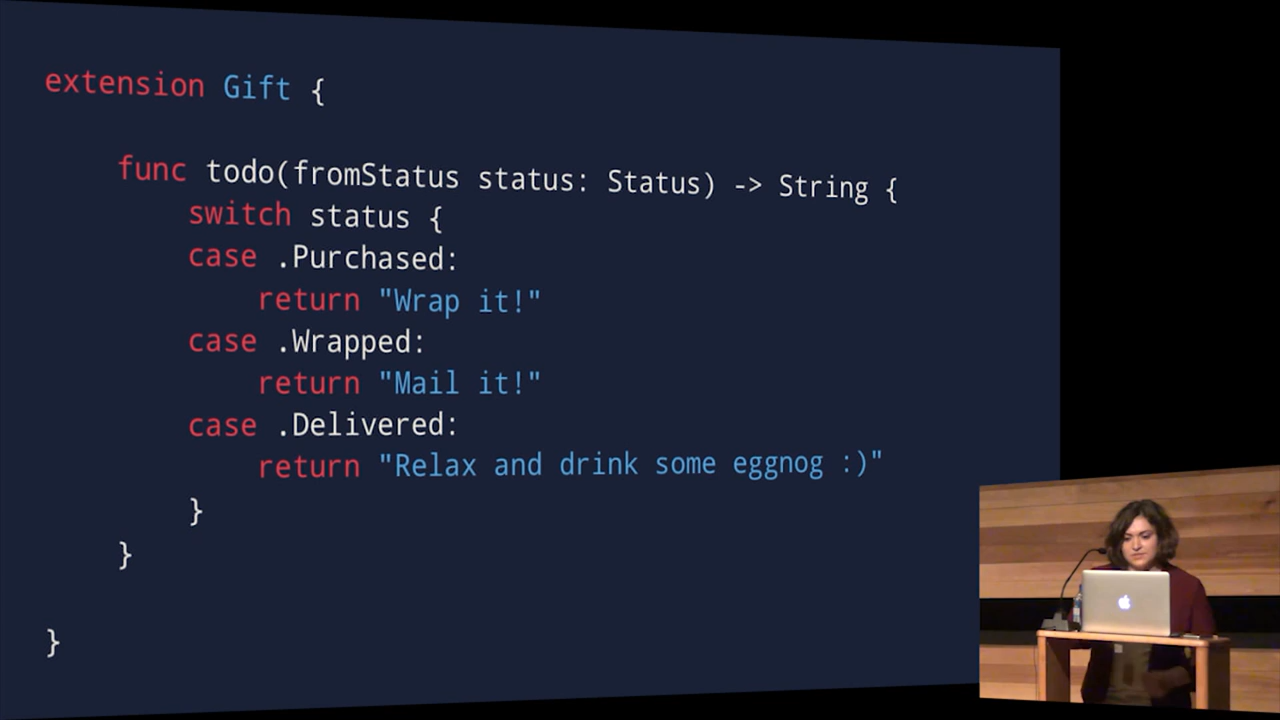 extension Gift {
func todo(fromStatus status: Status) -> String {
switch status {
case .Purchased:
return "Wrap it!"
case .Wrapped:
return "Mail it!"
case .Delivered:
return "Relax and drink some eggnog :)"
}
}
}